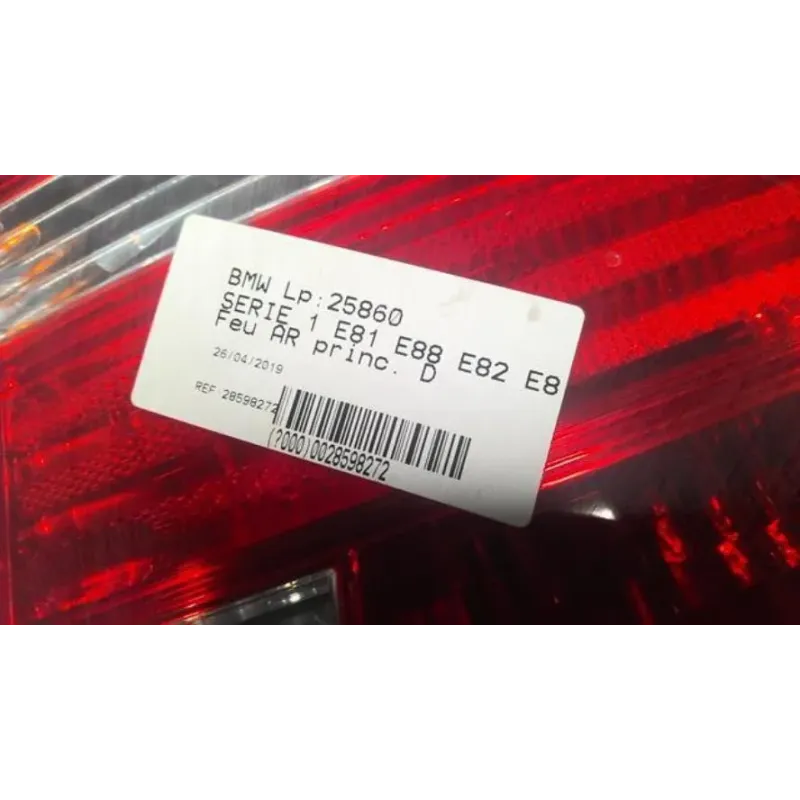 BMW Lp:25860
SERIE 1 E81 E88 E82 E8
Feu AR princ. D
26/04/2019
REF 28598272
(?000)0028598272